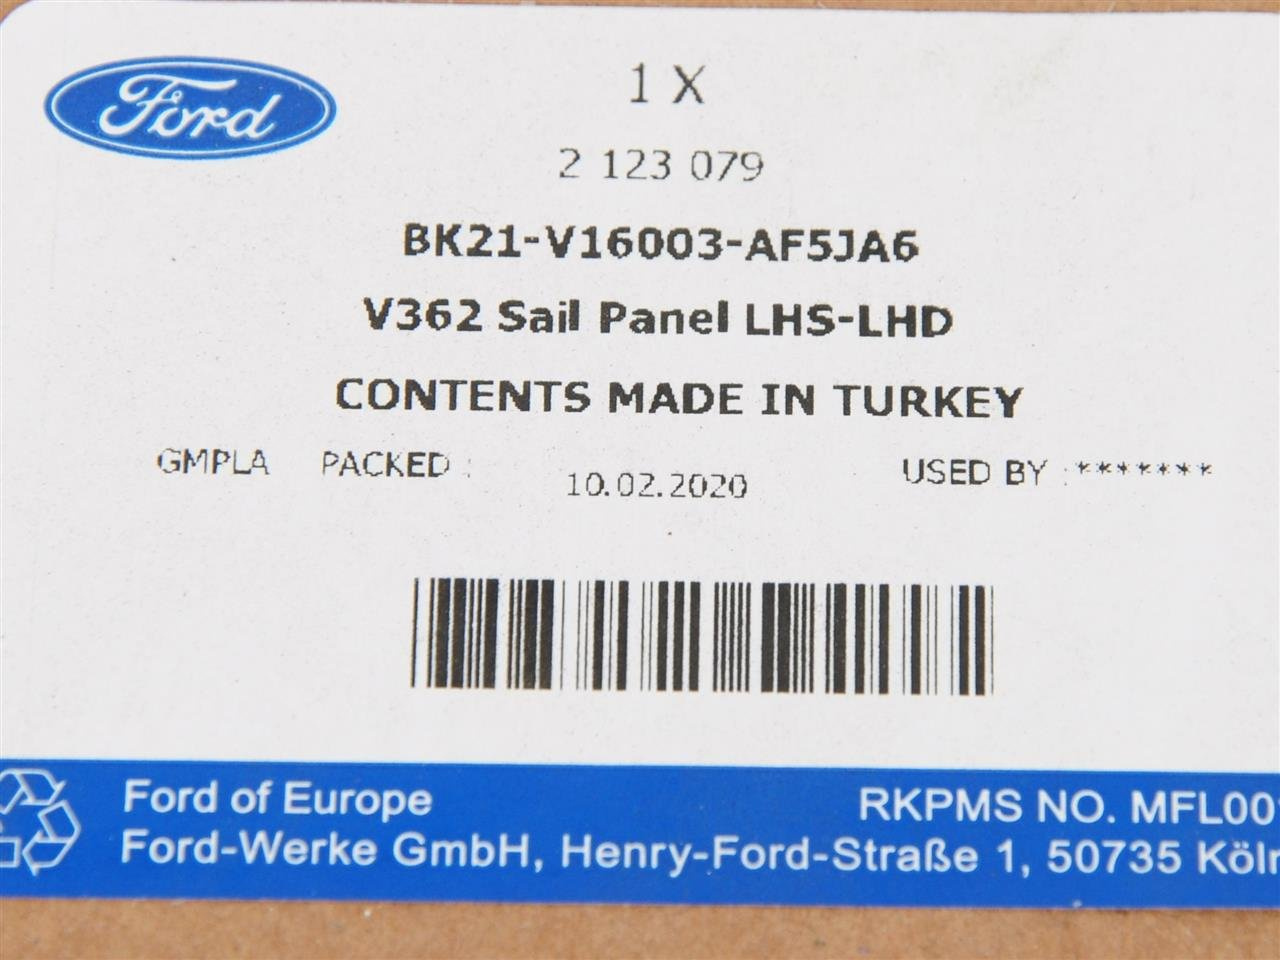 Ford
1 X
2 123 079
BK21-V16003-AF5JA6
V362 Sail Panel LHS-LHD
CONTENTS MADE IN TURKEY
GMPLA PACKED : 10.02.2020 USED BY :*******
Ford of Europe
RKPMS NO.
Ford-Werke GmbH, Henry-Ford-Straße 1, 50735 Köln